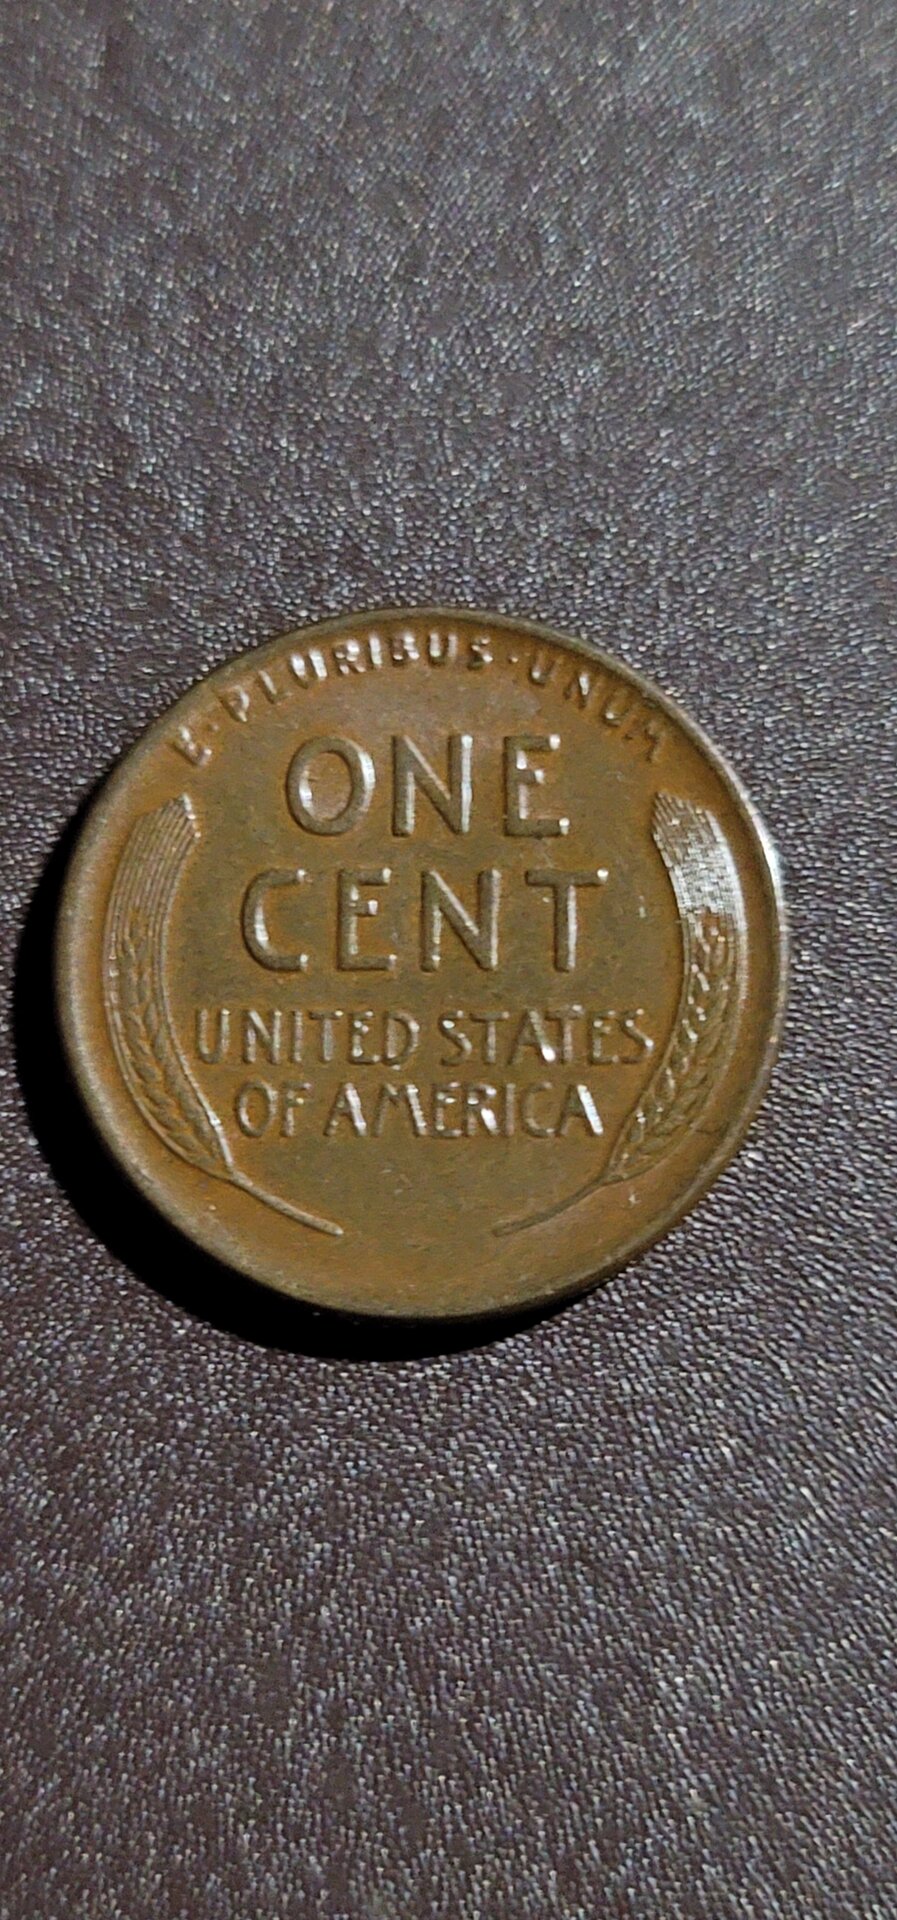 E·PLURIBUS·UNUM
ONE
CENT
UNITED STATES
OF AMERICA